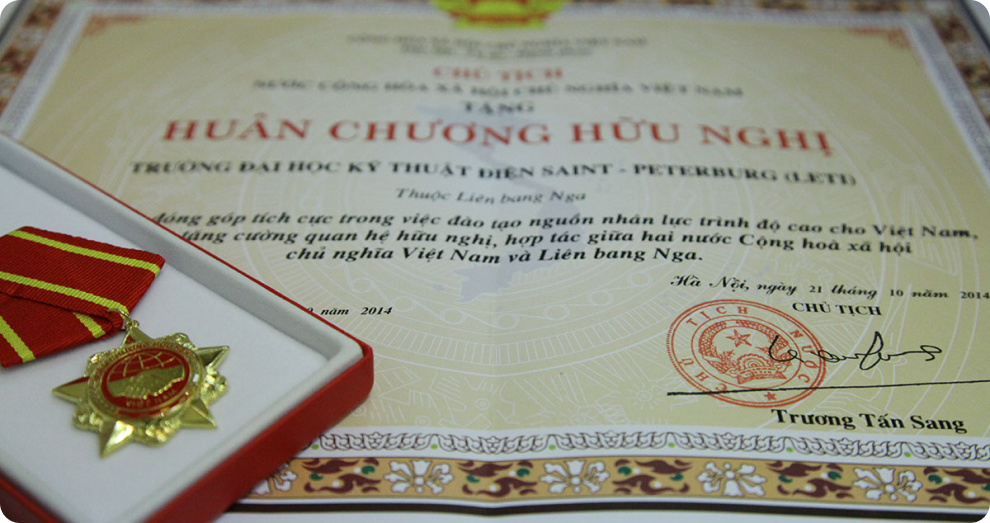 CHỦ TỊCH
NƯỚC CỘNG HÒA XÃ HỘI CHỦ NGHĨA VIỆT NAM
TẶNG
HUÂN CHƯƠNG HỮU NGHỊ
TRƯỜNG ĐẠI HỌC KỸ THUẬT ĐIỆN SAINT - PETERBURG (LETI)
Thuộc Liên bang Nga
đóng góp tích cực trong việc đào tạo nguồn nhân lực trình độ cao cho Việt Nam,
tăng cường quan hệ hữu nghị, hợp tác giữa hai nước Cộng hoà xã hội
chủ nghĩa Việt Nam và Liên bang Nga.
Hà Nội, ngày 21 tháng 10 năm 2014
năm 2014
CHỦ TỊCH
CHỦ TỊCH NƯỚC
Trương Tấn Sang